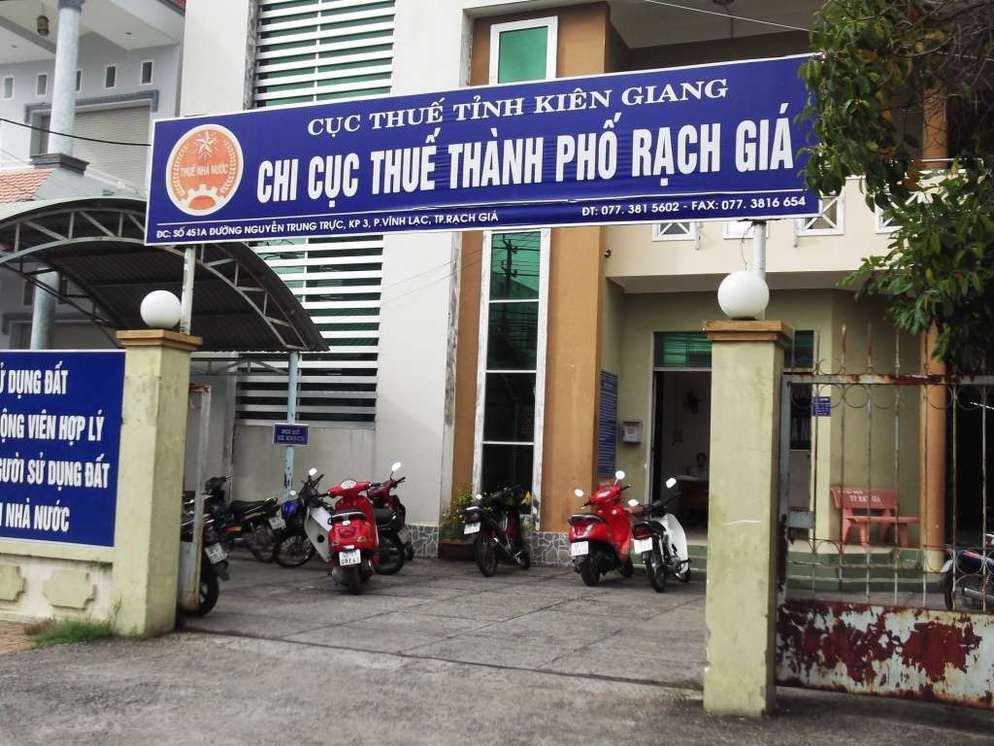 CỤC THUẾ TỈNH KIÊN GIANG
CHI CỤC THUẾ THÀNH PHỐ RẠCH GIÁ
THUẾ NHÀ NƯỚC
ĐC: SỐ 451A ĐƯỜNG NGUYỄN TRUNG TRỰC, KP 3, P.VĨNH LẠC, TP.RẠCH GIÁ
ĐT: 077. 381 5602 - FAX: 077. 3816 654
DỤNG ĐẤT
VIÊN HỢP LÝ
SỬ DỤNG ĐẤT
NHÀ NƯỚC